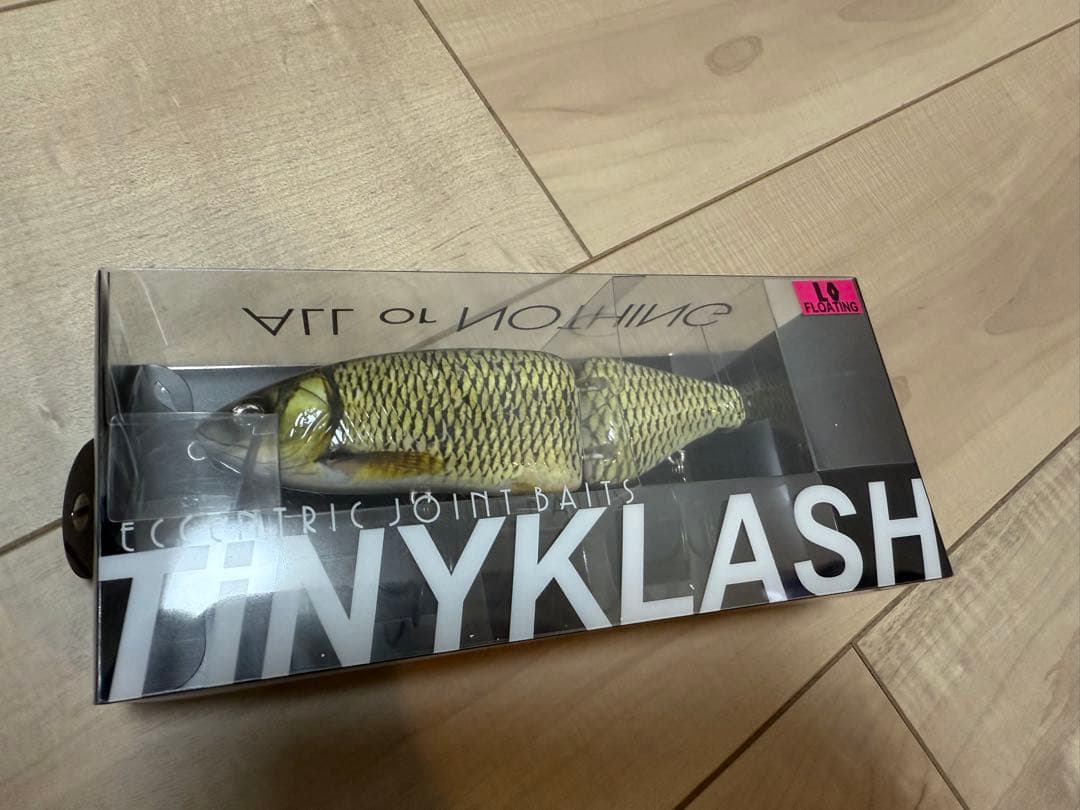 ALL or NOTHING
LO
FLOATING
ECCENTRIC JOINT BAITS
TiNYKLASH